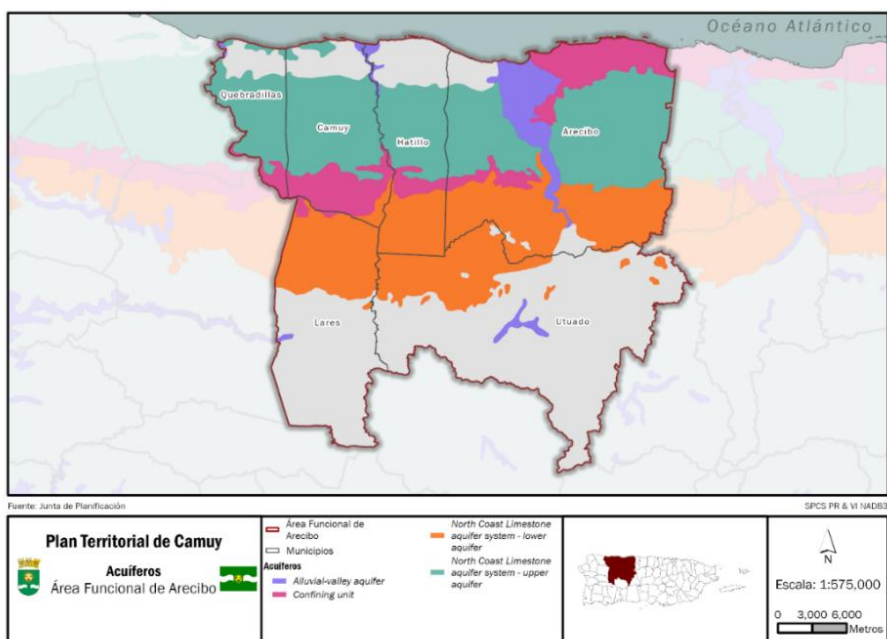 Océano Atlántico
Quebradillas
Camuy
Hatillo
Arecibo
Lares
Utuado
Fuente: Junta de Planificación
SPCS PR & VI NAD83
Plan Territorial de Camuy
Acuíferos
Área Funcional de Arecibo
Área Funcional de
Arecibo
Municipios
Acuíferos
Alluvial-valley aquifer
Confining unit
North Coast Limestone
aquifer system - lower
aquifer
North Coast Limestone
aquifer system - upper
aquifer
N
Escala: 1:575,000
0 3,000 6,000
Metros